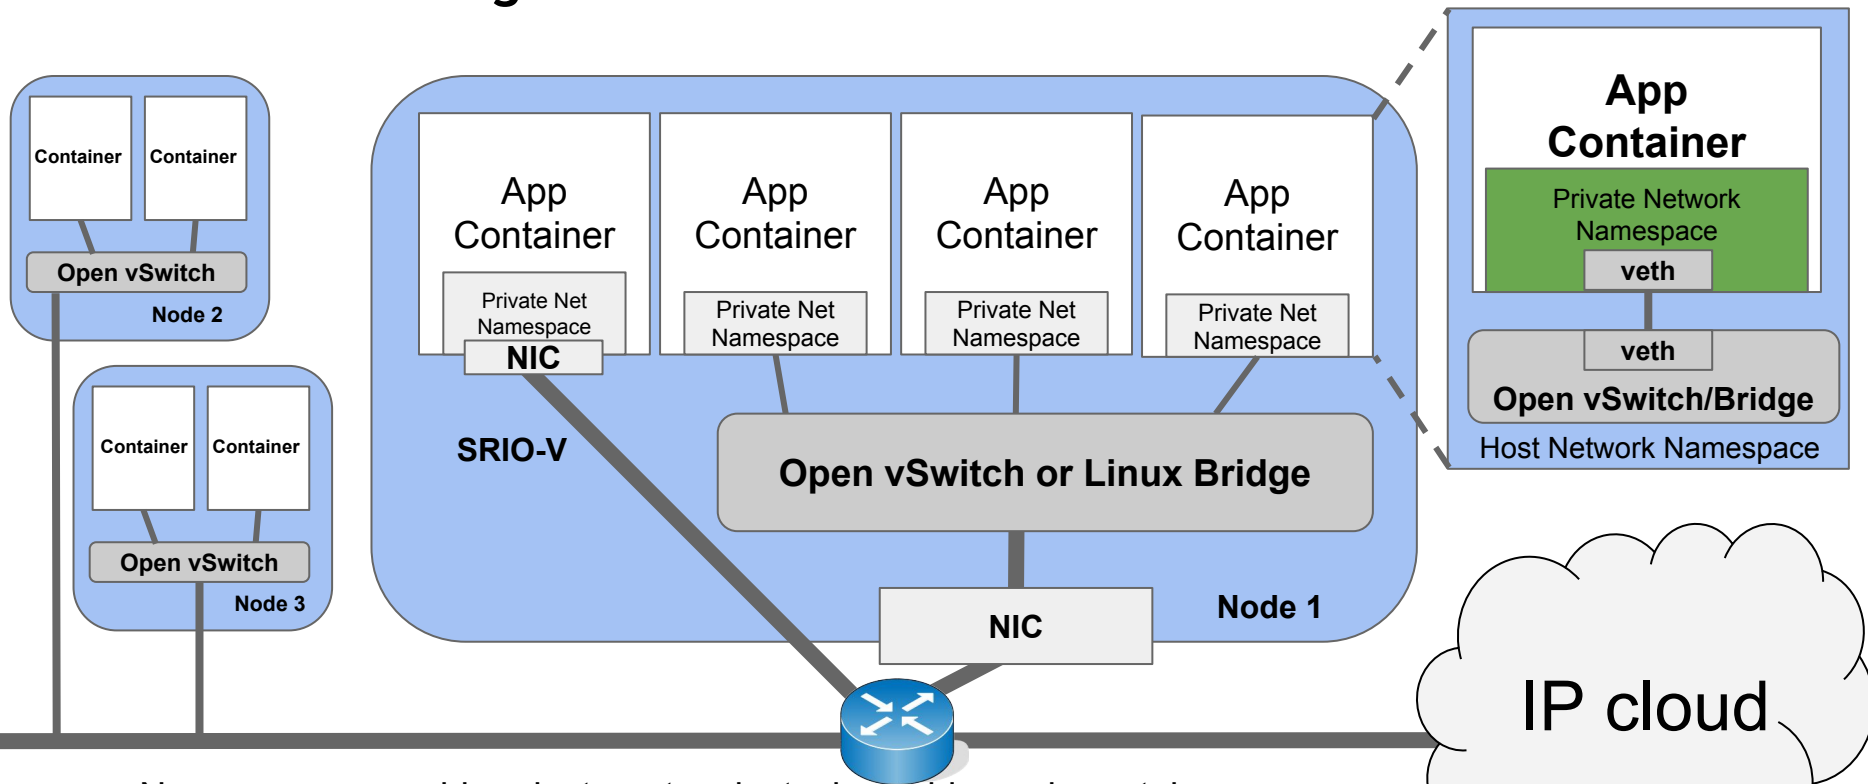 Container
Container
Open vSwitch
Node 2
Container
Container
Open vSwitch
Node 3
App
Container
Private Net
Namespace
NIC
App
Container
Private Net
Namespace
App
Container
Private Net
Namespace
App
Container
Private Net
Namespace
SRIO-V
Open vSwitch or Linux Bridge
NIC
Node 1
App
Container
Private Network
Namespace
veth
veth
Open vSwitch/Bridge
Host Network Namespace
IP cloud